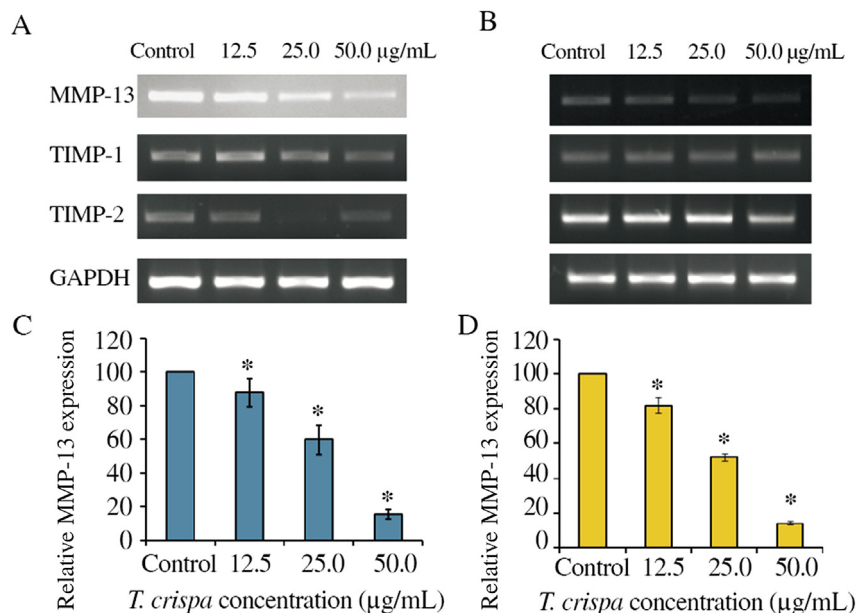 A
B
Control 12.5 25.0 50.0 µg/mL
Control 12.5 25.0 50.0 µg/mL
MMP-13
TIMP-1
TIMP-2
GAPDH
C
Relative MMP-13 expression
120
100
80
60
40
20
0
* * *
Control 12.5 25.0 50.0
T. crispa concentration (µg/mL)
D
Relative MMP-13 expression
120
100
80
60
40
20
0
* * *
Control 12.5 25.0 50.0
T. crispa concentration (µg/mL)